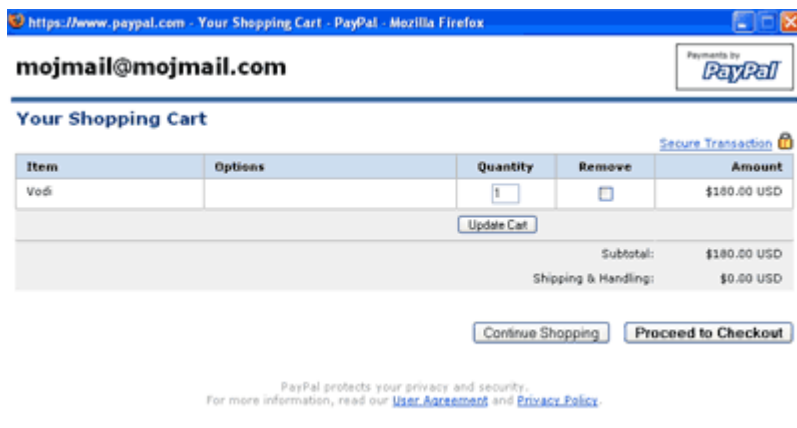 https://www.paypal.com - Your Shopping Cart - PayPal - Mozilla Firefox
mojmail@mojmail.com
Payments by
PayPal
Your Shopping Cart
Secure Transaction
Item Options Quantity Remove Amount
Vodi 1 $180.00 USD
Update Cart
Subtotal: $180.00 USD
Shipping & Handling: $0.00 USD
Continue Shopping Proceed to Checkout
PayPal protects your privacy and security.
For more information, read our User Agreement and Privacy Policy.